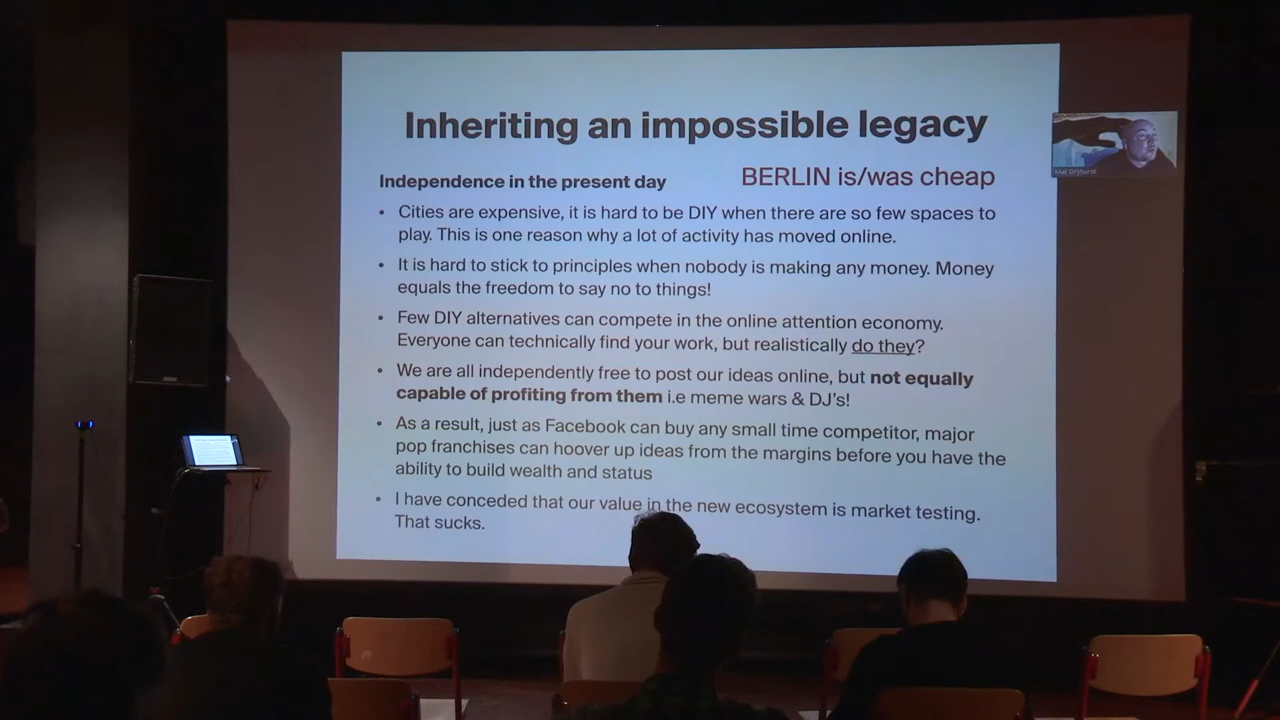 Inheriting an impossible legacy
Independence in the present day
BERLIN is/was cheap
• Cities are expensive, it is hard to be DIY when there are so few spaces to
play. This is one reason why a lot of activity has moved online.
• It is hard to stick to principles when nobody is making any money. Money
equals the freedom to say no to things!
• Few DIY alternatives can compete in the online attention economy.
Everyone can technically find your work, but realistically do they?
• We are all independently free to post our ideas online, but not equally
capable of profiting from them i.e meme wars & DJ's!
• As a result, just as Facebook can buy any small time competitor, major
pop franchises can hoover up ideas from the margins before you have the
ability to build wealth and status
• I have conceded that our value in the new ecosystem is market testing.
That sucks.
Mat Dryhurst